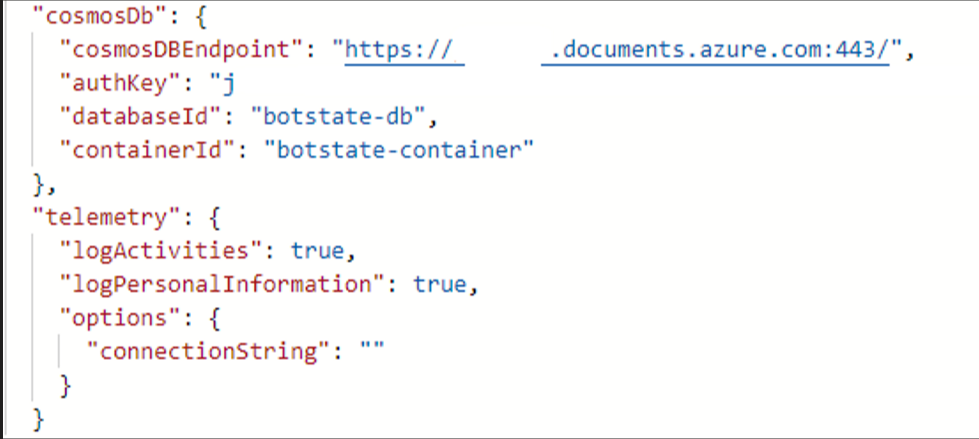 "cosmosDb": {
"cosmosDBEndpoint": "https:// .documents.azure.com:443/",
"authKey": "j
"databaseId": "botstate-db",
"containerId": "botstate-container"
},
"telemetry": {
"logActivities": true,
"logPersonalInformation": true,
"options": {
"connectionString": ""
}
}